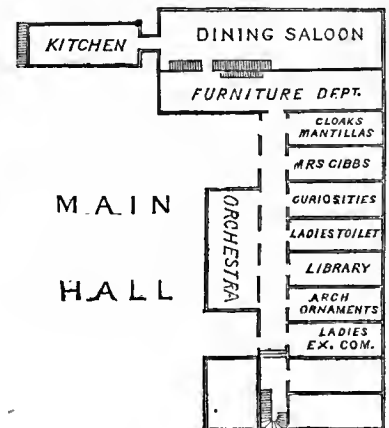 KITCHEN
DINING SALOON
FURNITURE DEPT.
CLOAKS
MANTILLAS
MRS GIBBS
CURIOSITIES
LADIES TOILET
LIBRARY
ARCH
ORNAMENTS
LADIES
EX. COM.
ORCHESTRA
MAIN
HALL